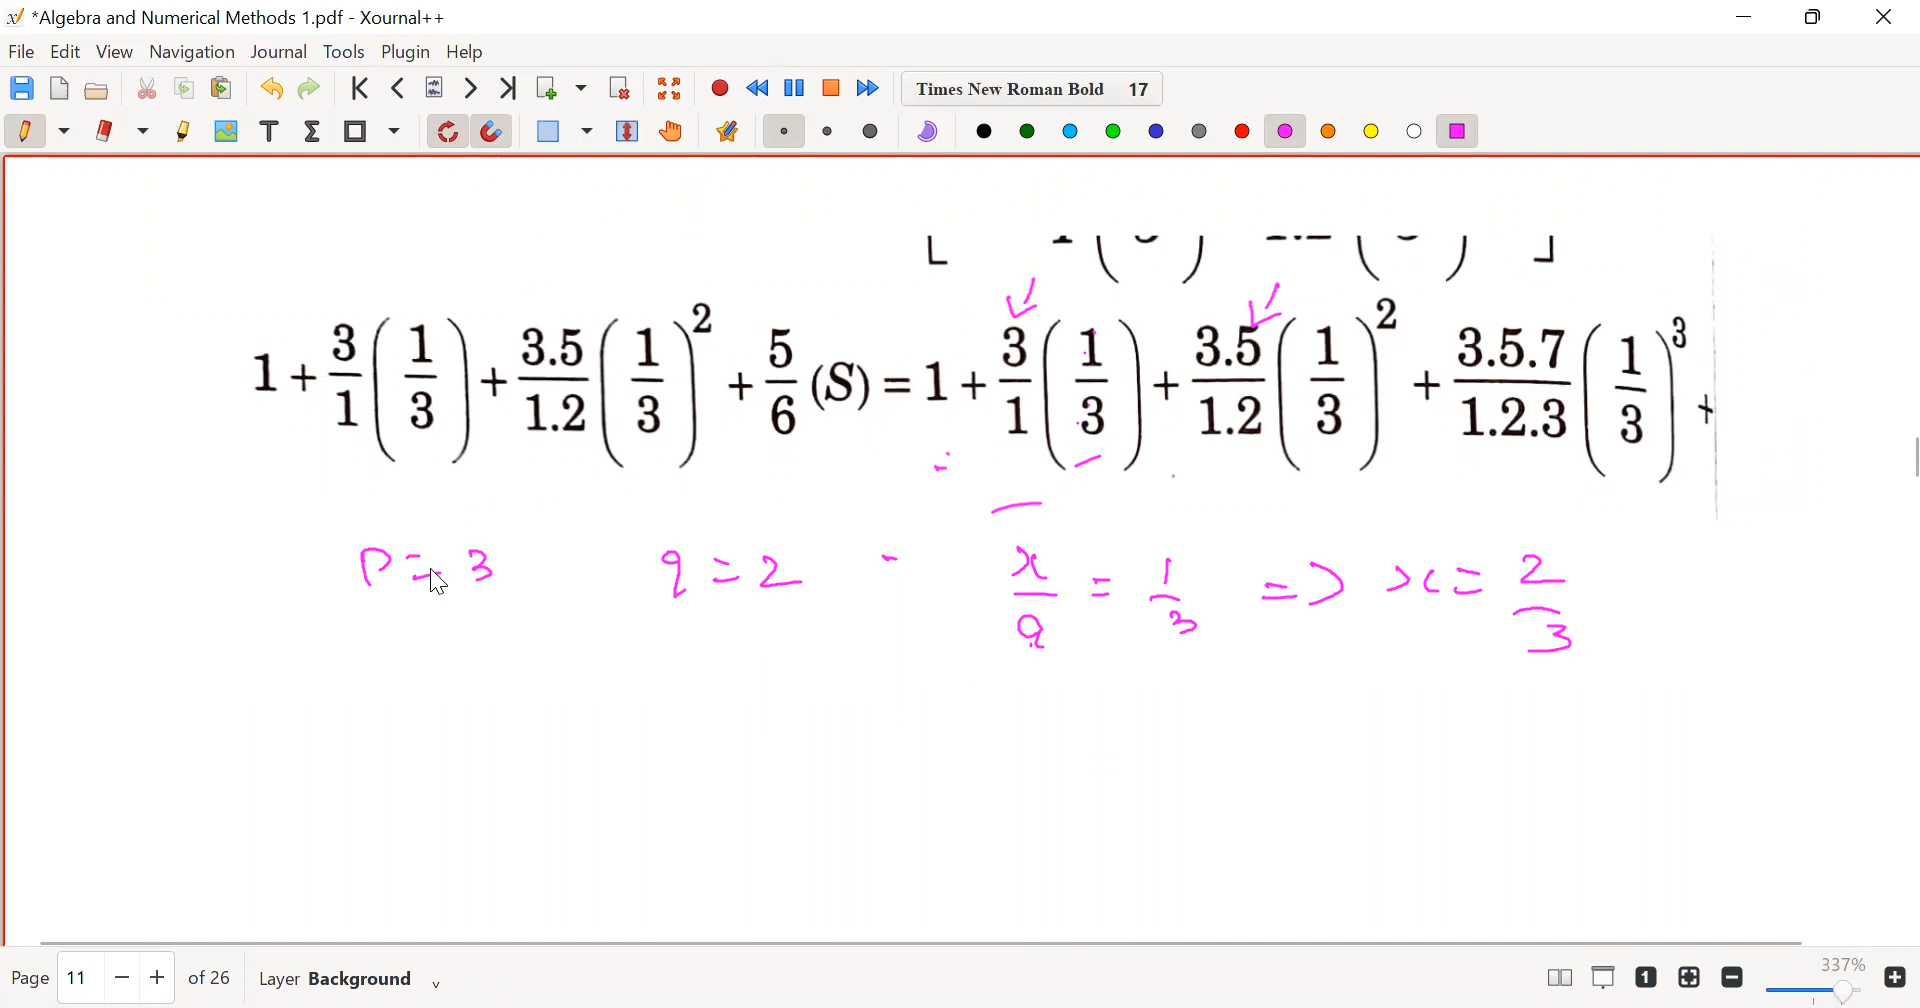 *Algebra and Numerical Methods 1.pdf - Xournal++
File Edit View Navigation Journal Tools Plugin Help
Times New Roman Bold 17
1 + 3/1 (1/3) + 3.5/1.2 (1/3)^2 + 5/6 (S) = 1 + 3/1 (1/3) + 3.5/1.2 (1/3)^2 + 3.5.7/1.2.3 (1/3)^3 +
P = 3 q = 2 x/q = 1/3 => x = 2/3
Page 11 of 26 Layer Background 337%